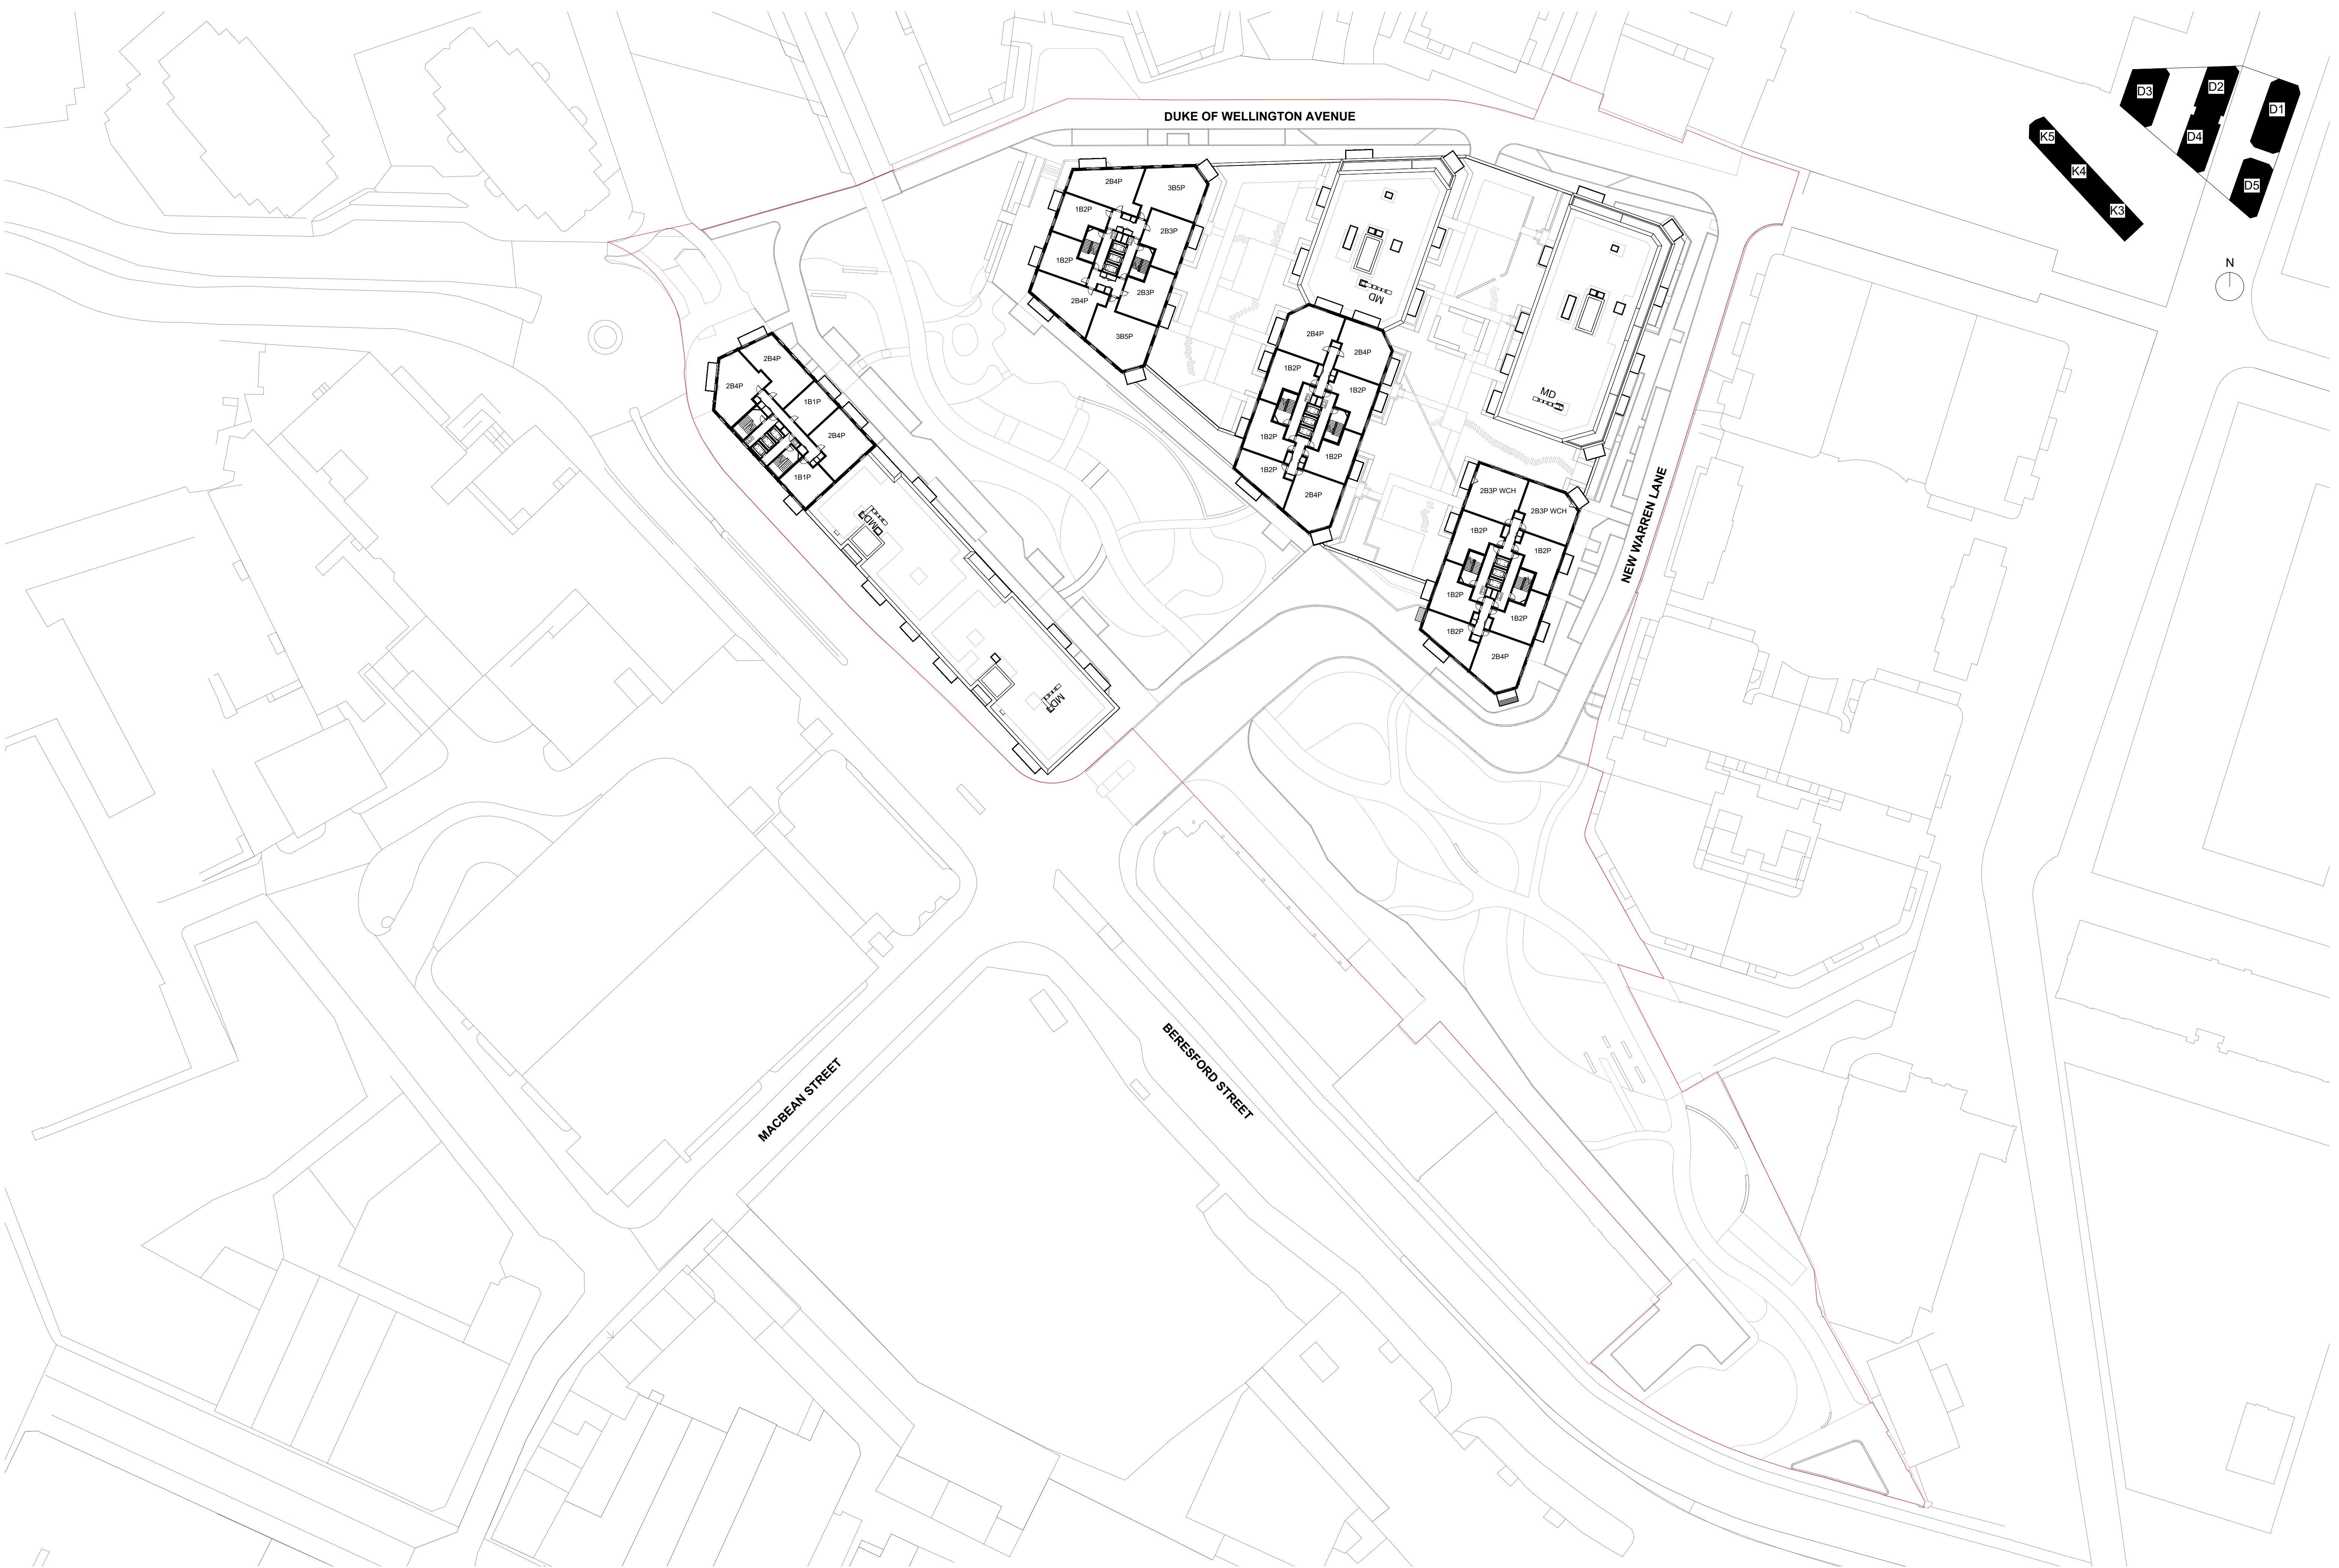 DUKE OF WELLINGTON AVENUE
D3
D2
D1
K5
D4
K4
D5
K3
N
2B4P
3B5P
1B2P
2B3P
1B2P
2B3P
2B4P
3B5P
MD
MD
2B4P
2B4P
1B2P
1B2P
1B2P
1B2P
1B2P
2B4P
2B4P
2B4P
1B1P
2B4P
1B1P
MD
MD
2B3P WCH
2B3P WCH
1B2P
1B2P
1B2P
1B2P
1B2P
2B4P
NEW WARREN LANE
BERESFORD STREET
MACBEAN STREET